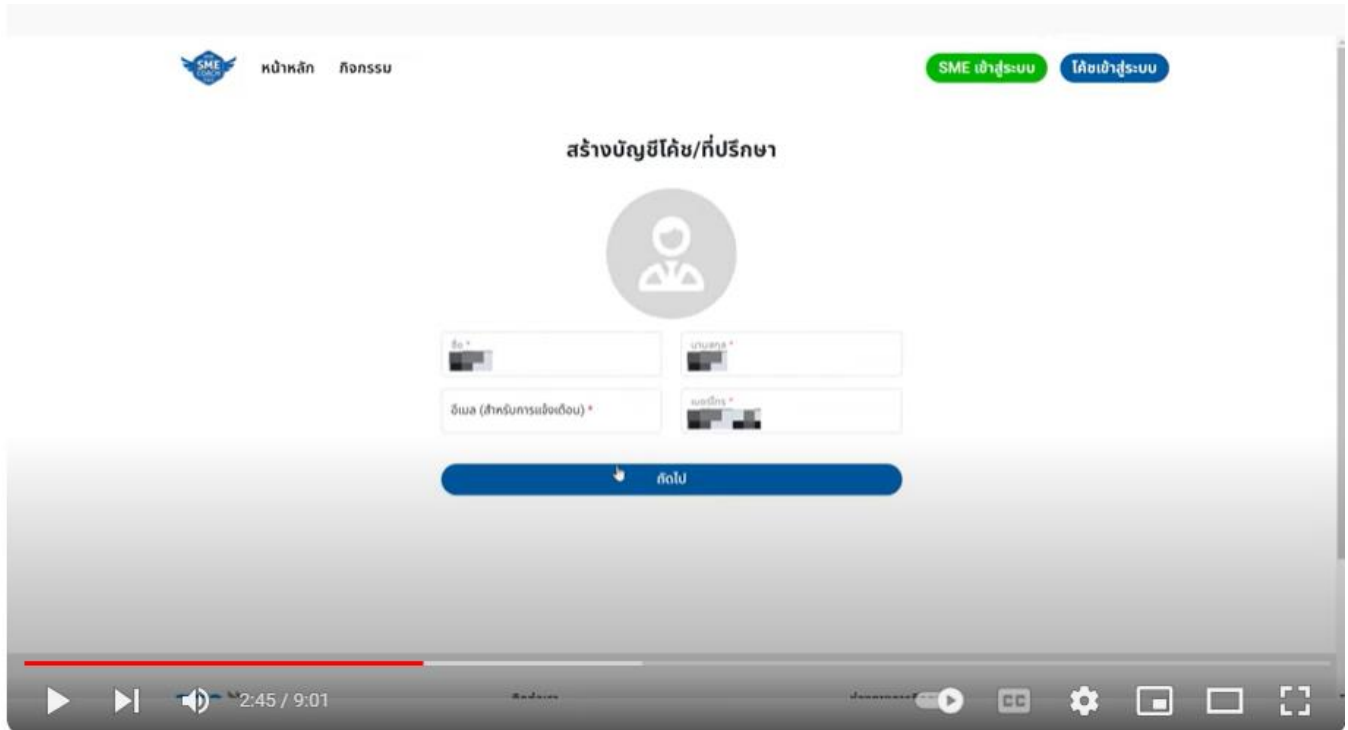 SME
COACH
หน้าหลัก กิจกรรม
SME เข้าสู่ระบบ โค้ชเข้าสู่ระบบ
สร้างบัญชีโค้ช/ที่ปรึกษา
ชื่อ * นามสกุล *
อีเมล (สำหรับการแจ้งเตือน) * เบอร์โทร *
ถัดไป
2:45 / 9:01
CC